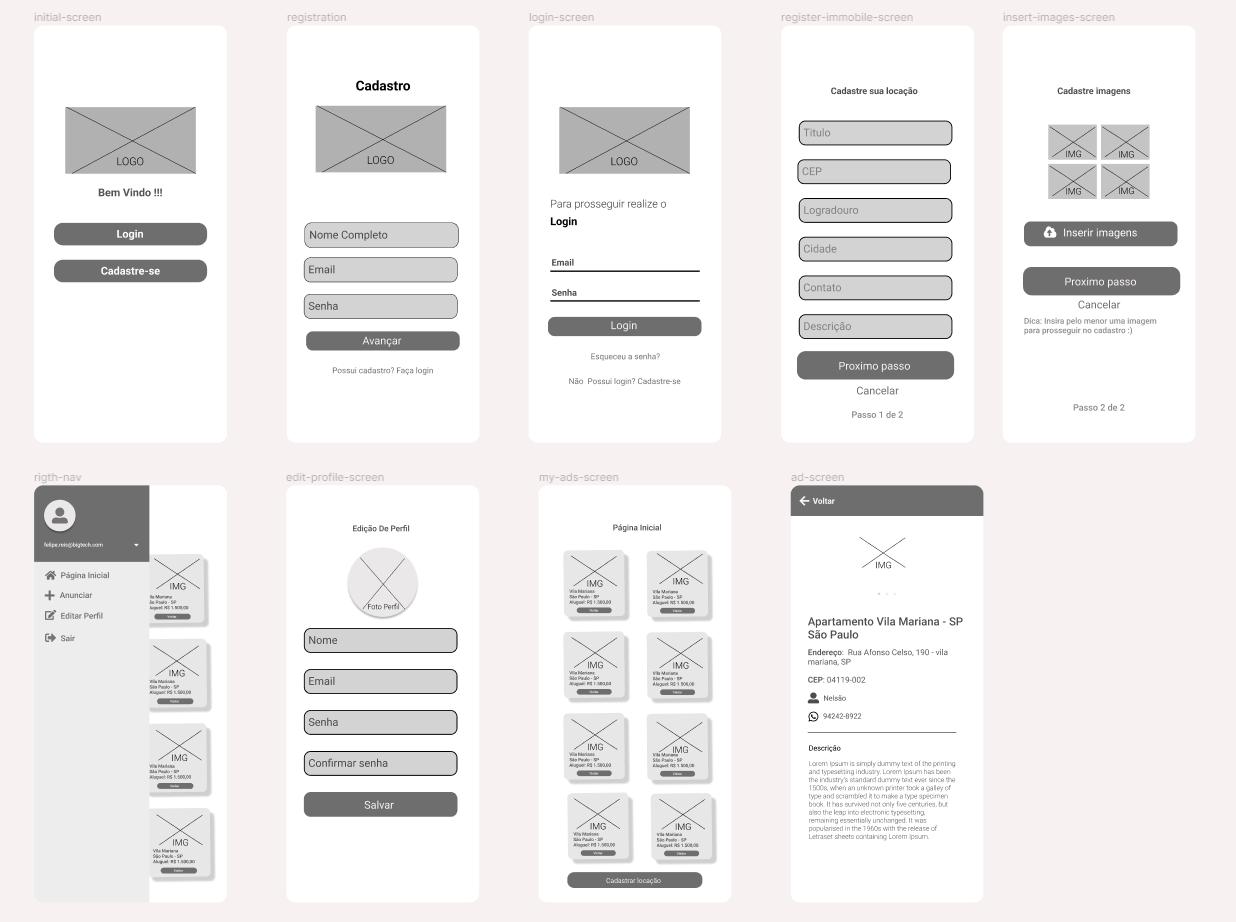 initial-screen
LOGO
Bem Vindo !!!
Login
Cadastre-se
registration
Cadastro
LOGO
Nome Completo
Email
Senha
Avançar
Possui cadastro? Faça login
login-screen
LOGO
Para prosseguir realize o
Login
Email
Senha
Login
Esqueceu a senha?
Não Possui login? Cadastre-se
register-immobile-screen
Cadastre sua locação
Titulo
CEP
Logradouro
Cidade
Contato
Descrição
Proximo passo
Cancelar
Passo 1 de 2
insert-images-screen
Cadastre imagens
IMG IMG
IMG IMG
Inserir imagens
Proximo passo
Cancelar
Dica: Insira pelo menor uma imagem
para prosseguir no cadastro ;)
Passo 2 de 2
rigth-nav
felipe.reis@bigtech.com
Página Inicial
Anunciar
Editar Perfil
Sair
IMG
Vila Mariana
São Paulo - SP
Aluguel: R$ 1.500,00
IMG
Vila Mariana
São Paulo - SP
Aluguel: R$ 1.500,00
IMG
Vila Mariana
São Paulo - SP
Aluguel: R$ 1.500,00
IMG
Vila Mariana
São Paulo - SP
Aluguel: R$ 1.500,00
edit-profile-screen
Edição De Perfil
Foto Perfil
Nome
Email
Senha
Confirmar senha
Salvar
my-ads-screen
Página Inicial
IMG
Vila Mariana
São Paulo - SP
Aluguel: R$ 1.500,00
IMG
Vila Mariana
São Paulo - SP
Aluguel: R$ 1.500,00
IMG
Vila Mariana
São Paulo - SP
Aluguel: R$ 1.500,00
IMG
Vila Mariana
São Paulo - SP
Aluguel: R$ 1.500,00
IMG
Vila Mariana
São Paulo - SP
Aluguel: R$ 1.500,00
IMG
Vila Mariana
São Paulo - SP
Aluguel: R$ 1.500,00
IMG
Vila Mariana
São Paulo - SP
Aluguel: R$ 1.500,00
IMG
Vila Mariana
São Paulo - SP
Aluguel: R$ 1.500,00
Cadastrar locação
ad-screen
Voltar
IMG
Apartamento Vila Mariana - SP
São Paulo
Endereço: Rua Afonso Celso, 190 - vila
mariana, SP
CEP: 04119-002
Nelsão
94242-8922
Descrição
Lorem Ipsum is simply dummy text of the printing
and typesetting industry. Lorem Ipsum has been
the industry's standard dummy text ever since the
1500s, when an unknown printer took a galley of
type and scrambled it to make a type specimen
book. It has survived not only five centuries, but
also the leap into electronic typesetting,
remaining essentially unchanged. It was
popularised in the 1960s with the release of
Letraset sheets containing Lorem Ipsum.